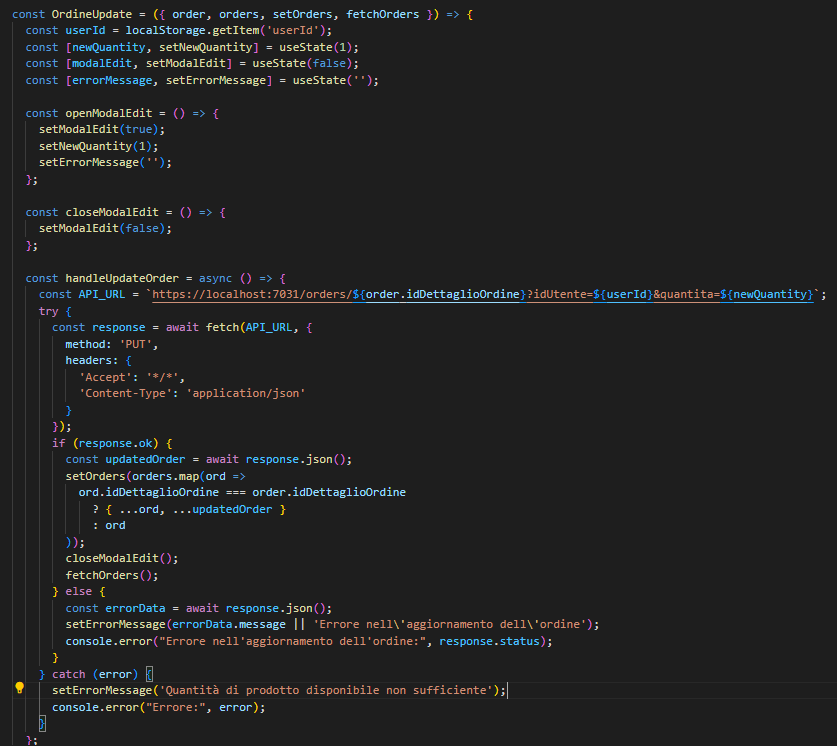 const OrdineUpdate = ({ order, orders, setOrders, fetchOrders }) => {
const userId = localStorage.getItem('userId');
const [newQuantity, setNewQuantity] = useState(1);
const [modalEdit, setModalEdit] = useState(false);
const [errorMessage, setErrorMessage] = useState('');
const openModalEdit = () => {
setModalEdit(true);
setNewQuantity(1);
setErrorMessage('');
};
const closeModalEdit = () => {
setModalEdit(false);
};
const handleUpdateOrder = async () => {
const API_URL = `https://localhost:7031/orders/${order.idDettaglioOrdine}?idUtente=${userId}&quantita=${newQuantity}`;
try {
const response = await fetch(API_URL, {
method: 'PUT',
headers: {
'Accept': '*/*',
'Content-Type': 'application/json'
}
});
if (response.ok) {
const updatedOrder = await response.json();
setOrders(orders.map(ord =>
ord.idDettaglioOrdine === order.idDettaglioOrdine
? { ...ord, ...updatedOrder }
: ord
));
closeModalEdit();
fetchOrders();
} else {
const errorData = await response.json();
setErrorMessage(errorData.message || 'Errore nell\'aggiornamento dell\'ordine');
console.error("Errore nell'aggiornamento dell'ordine:", response.status);
}
} catch (error) {
setErrorMessage('Quantità di prodotto disponibile non sufficiente');
console.error("Errore:", error);
}
};